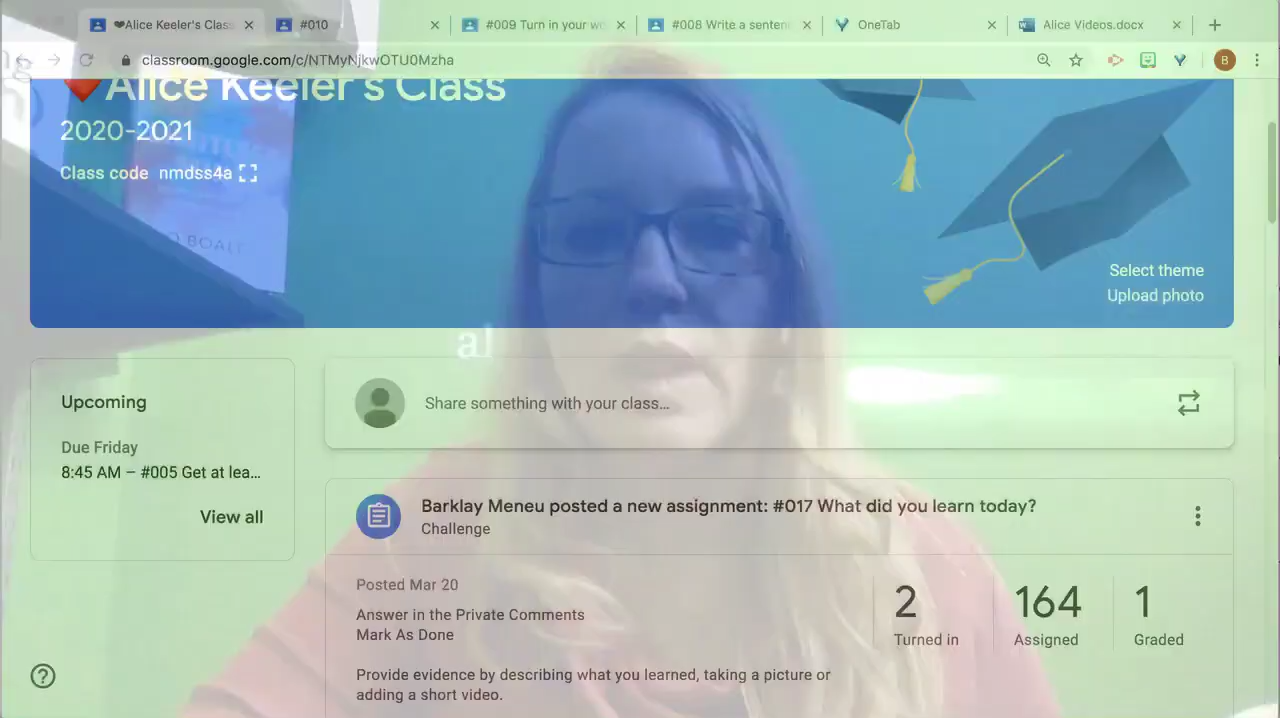 ❤Alice Keeler's Class
#010
#009 Turn in your wo
#008 Write a senten
OneTab
Alice Videos.docx
classroom.google.com/c/NTMyNjkwOTU0Mzha
B
❤️Alice Keeler's Class
2020-2021
Class code nmdss4a
O BOALE
Select theme
Upload photo
al
Upcoming
Due Friday
8:45 AM – #005 Get at lea...
View all
Share something with your class...
Barklay Meneu posted a new assignment: #017 What did you learn today?
Challenge
Posted Mar 20
Answer in the Private Comments
Mark As Done
Provide evidence by describing what you learned, taking a picture or
adding a short video.
2
Turned in
164
Assigned
1
Graded